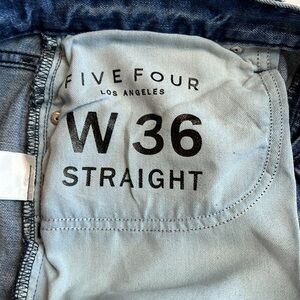 FIVE FOUR
LOS ANGELES
W 36
STRAIGHT